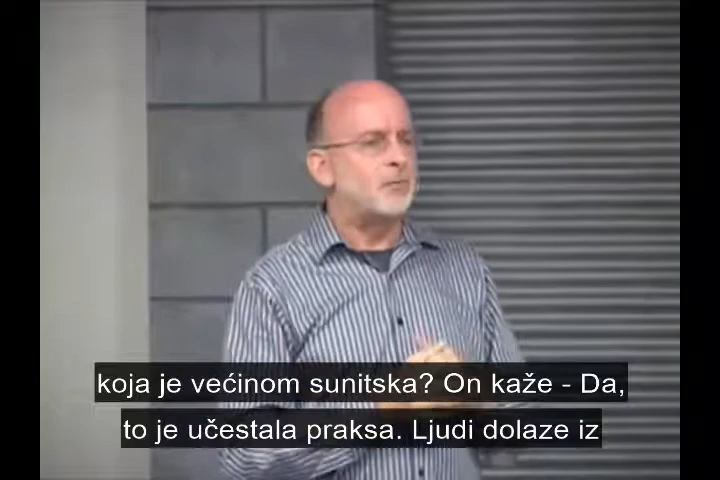 koja je većinom sunitska? On kaže - Da,
to je učestala praksa. Ljudi dolaze iz